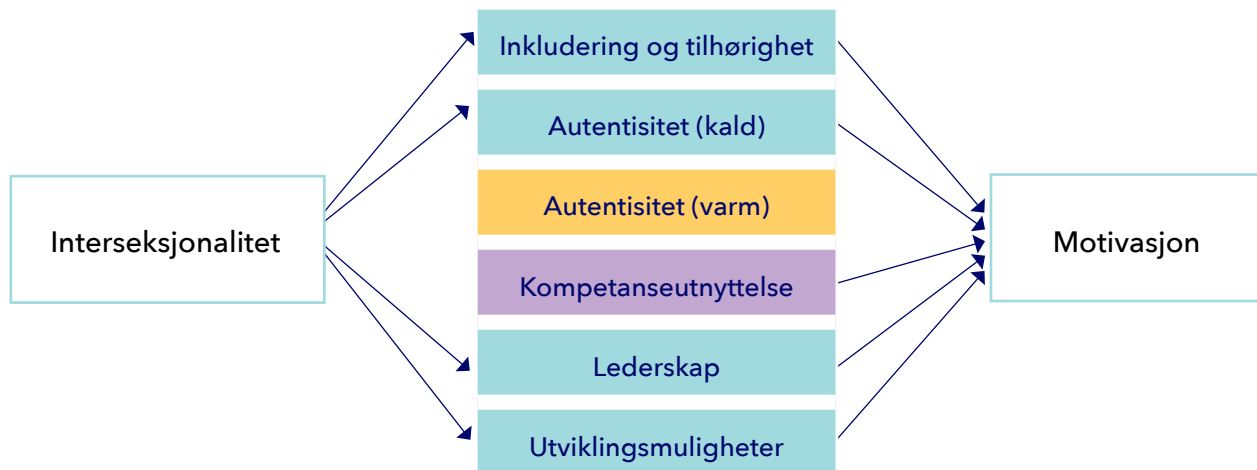 Inkludering og tilhørighet
Autentisitet (kald)
Autentisitet (varm)
Interseksjonalitet
Motivasjon
Kompetanseutnyttelse
Lederskap
Utviklingsmuligheter